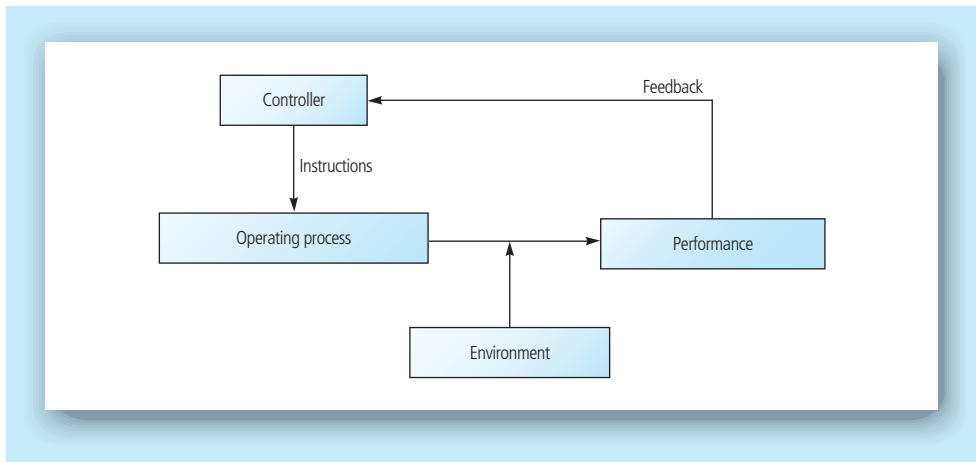 Feedback
Controller
Instructions
Operating process
Performance
Environment